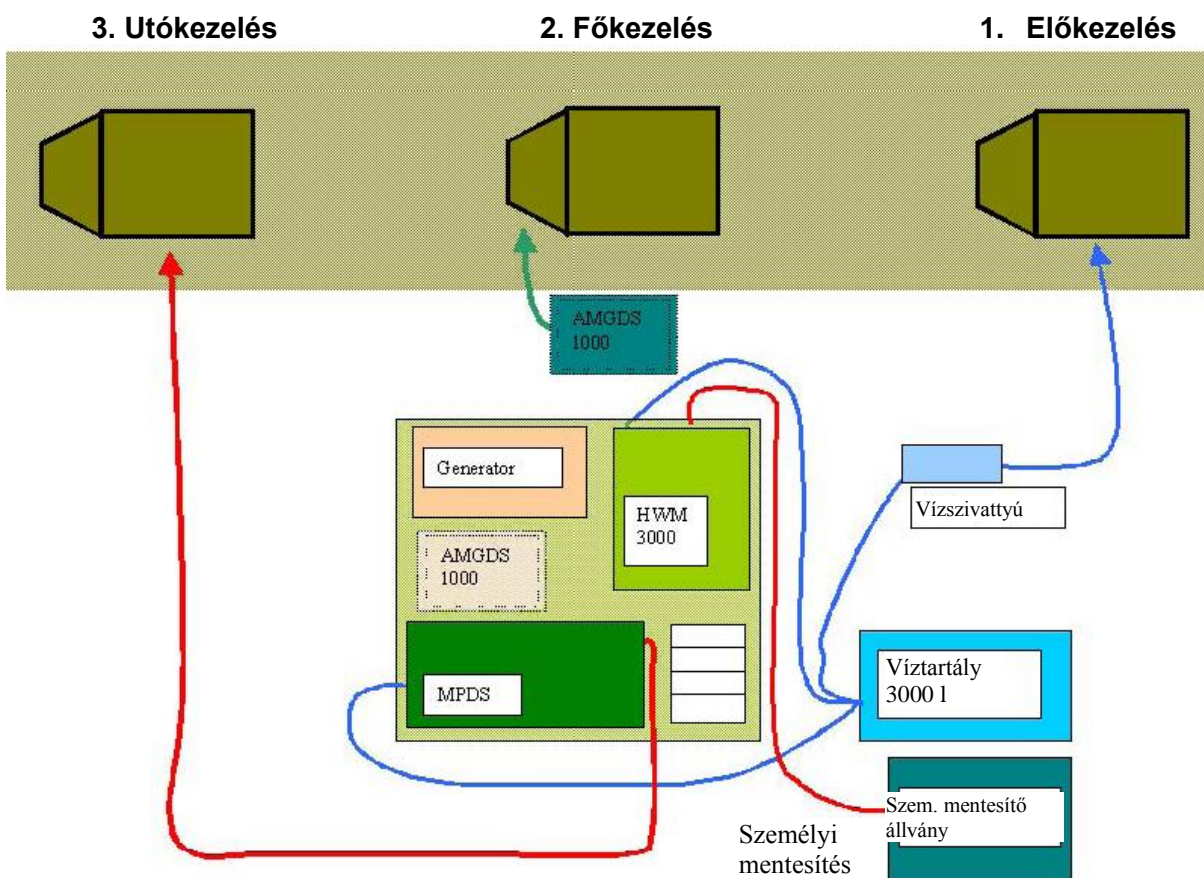 3. Utókezelés
2. Főkezelés
1. Előkezelés
AMGDS
1000
Generator
HWM
3000
AMGDS
1000
MPDS
Vízszivattyú
Víztartály
3000 l
Szem. mentesítő
állvány
Személyi
mentesítés